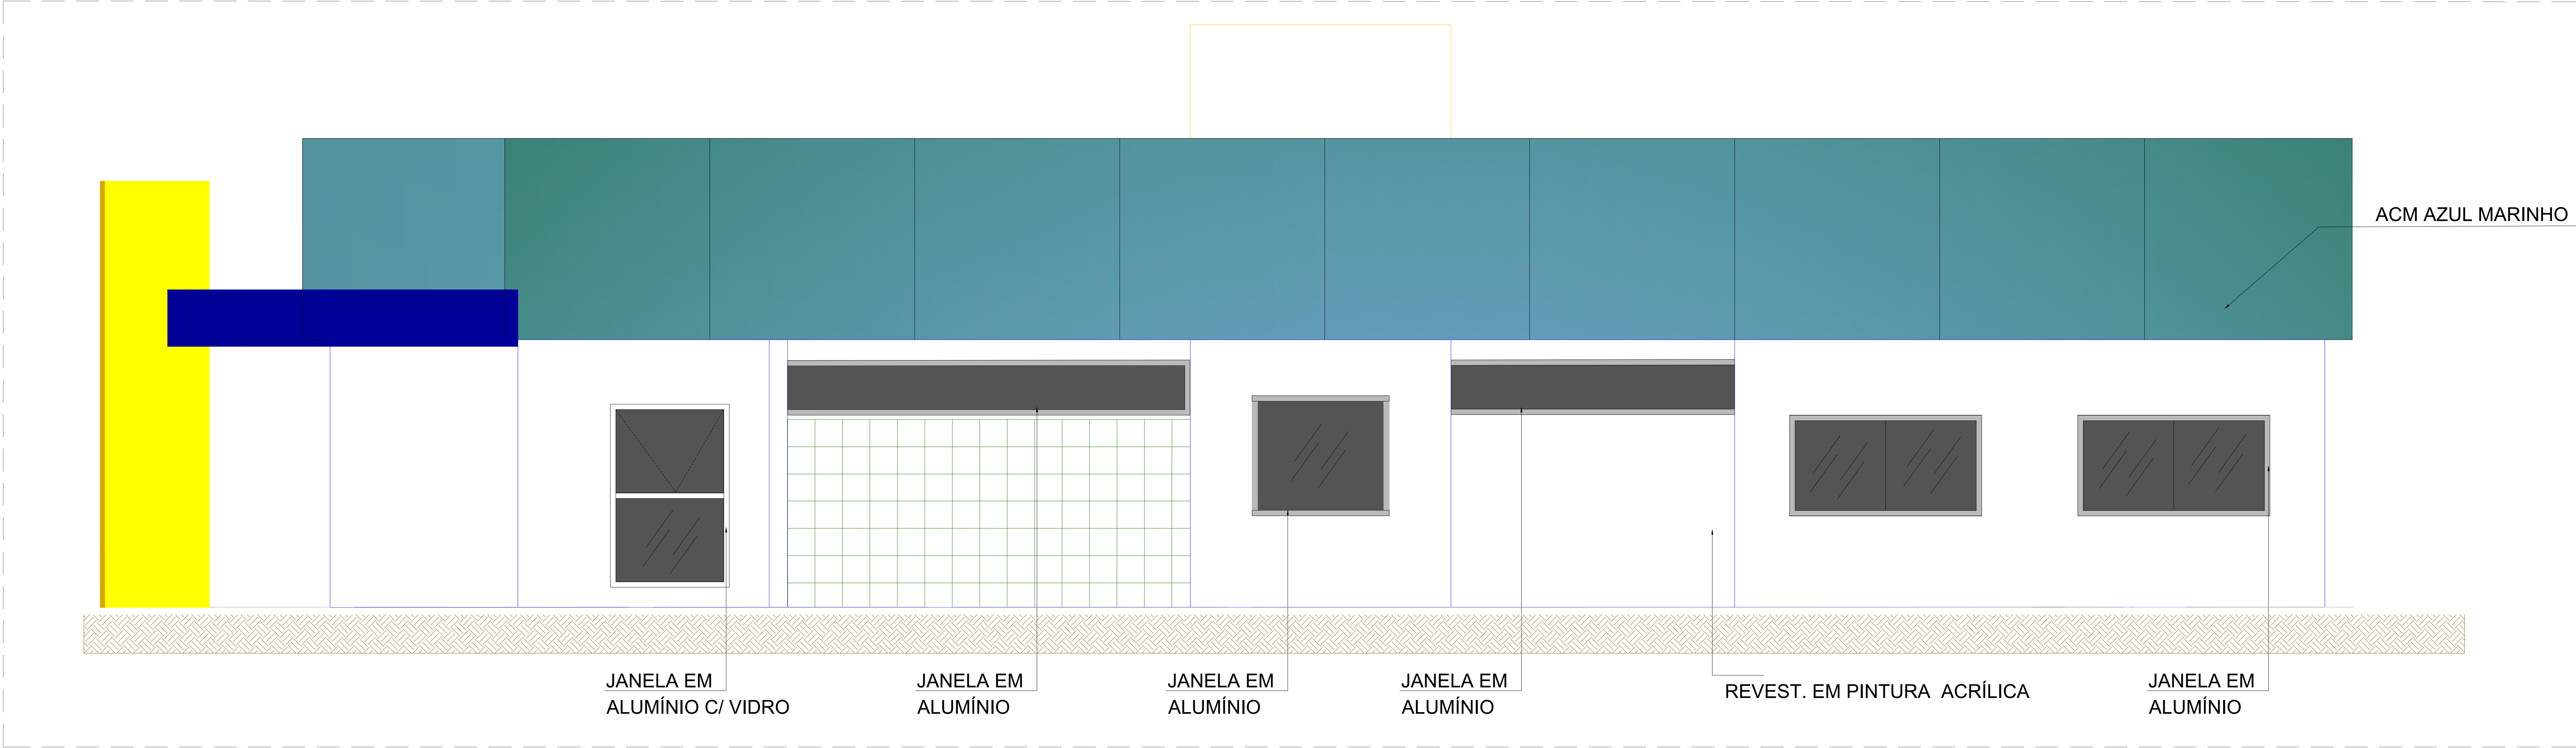 ACM AZUL MARINHO
JANELA EM
ALUMÍNIO C/ VIDRO
JANELA EM
ALUMÍNIO
JANELA EM
ALUMÍNIO
JANELA EM
ALUMÍNIO
REVEST. EM PINTURA ACRÍLICA
JANELA EM
ALUMÍNIO